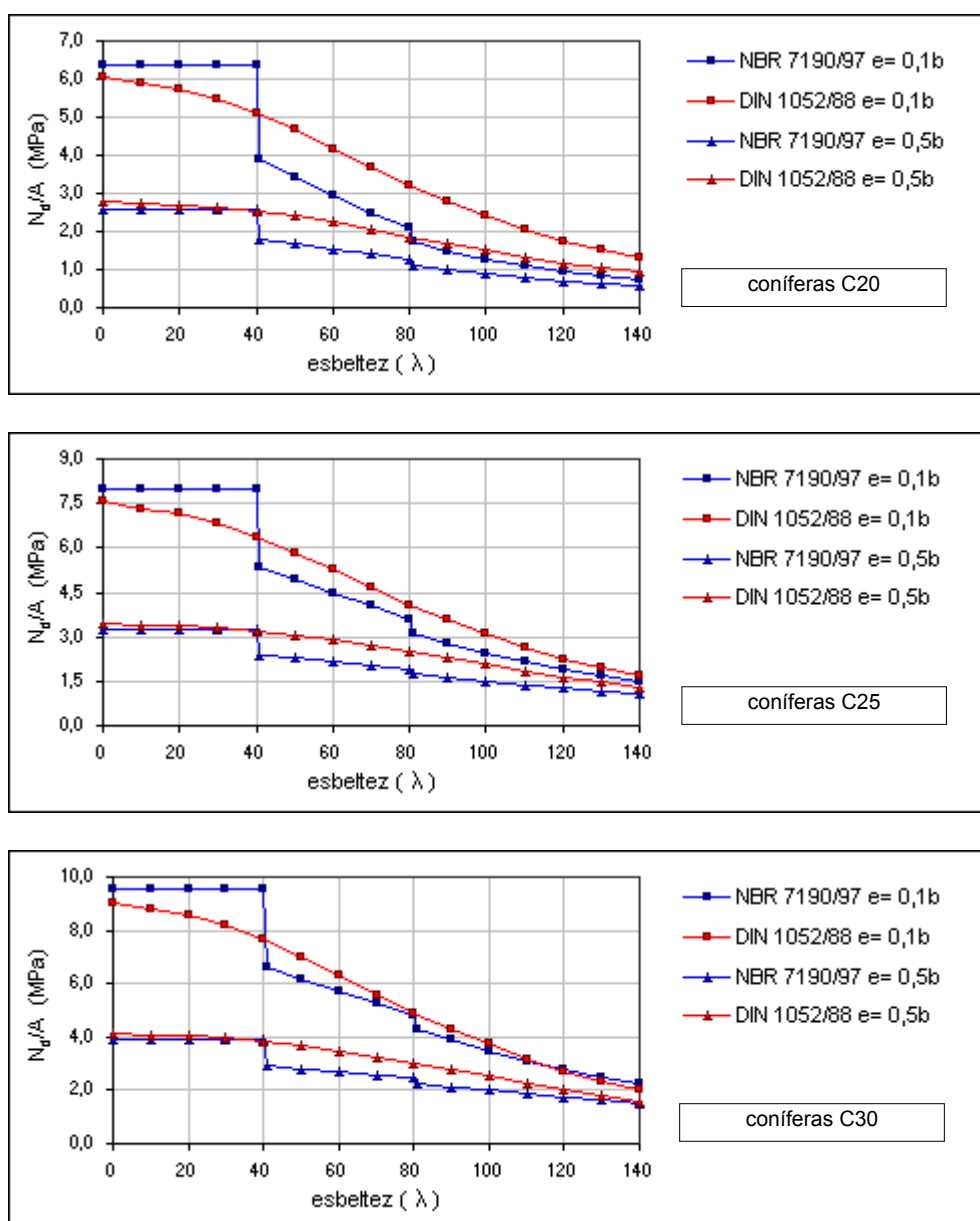 7,0
6,0
5,0
4,0
3,0
2,0
1,0
0,0
N_d/A (MPa)
0 20 40 60 80 100 120 140
esbeltez ( λ )
NBR 7190/97 e= 0,1b
DIN 1052/88 e= 0,1b
NBR 7190/97 e= 0,5b
DIN 1052/88 e= 0,5b
coníferas C20
9,0
7,5
6,0
4,5
3,0
1,5
0,0
N_d/A (MPa)
0 20 40 60 80 100 120 140
esbeltez ( λ )
NBR 7190/97 e= 0,1b
DIN 1052/88 e= 0,1b
NBR 7190/97 e= 0,5b
DIN 1052/88 e= 0,5b
coníferas C25
10,0
8,0
6,0
4,0
2,0
0,0
N_d/A (MPa)
0 20 40 60 80 100 120 140
esbeltez ( λ )
NBR 7190/97 e= 0,1b
DIN 1052/88 e= 0,1b
NBR 7190/97 e= 0,5b
DIN 1052/88 e= 0,5b
coníferas C30